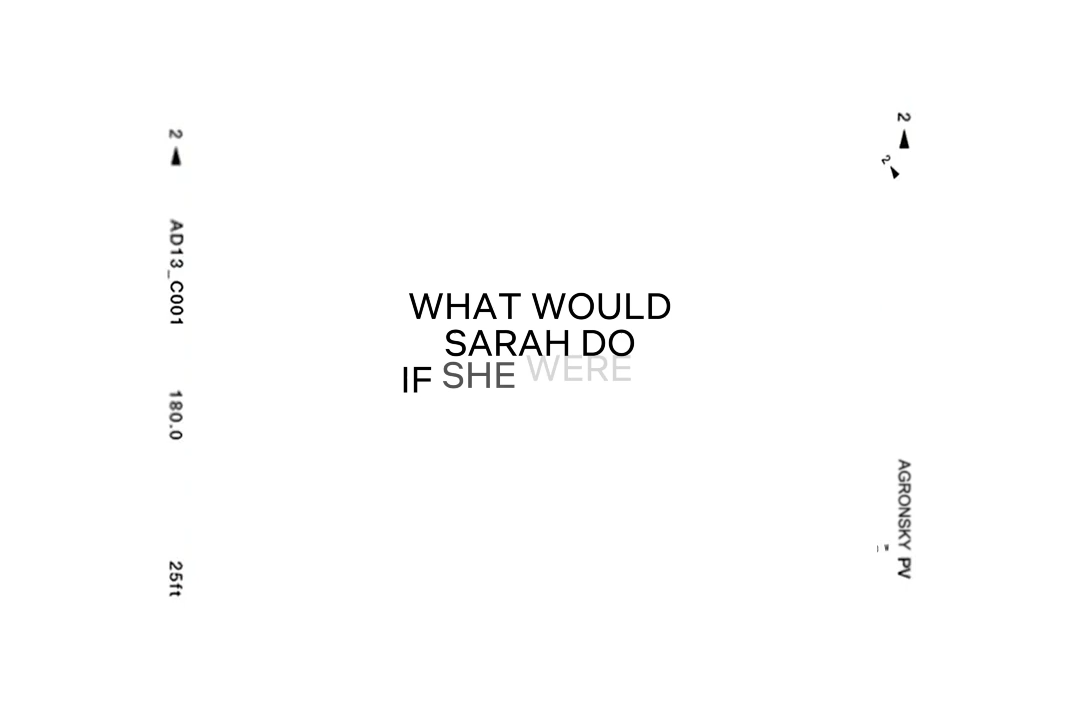 2
AD13_C001
180.0
25ft
WHAT WOULD
SARAH DO
IF SHE WERE
2
2
AGRONSKY PV